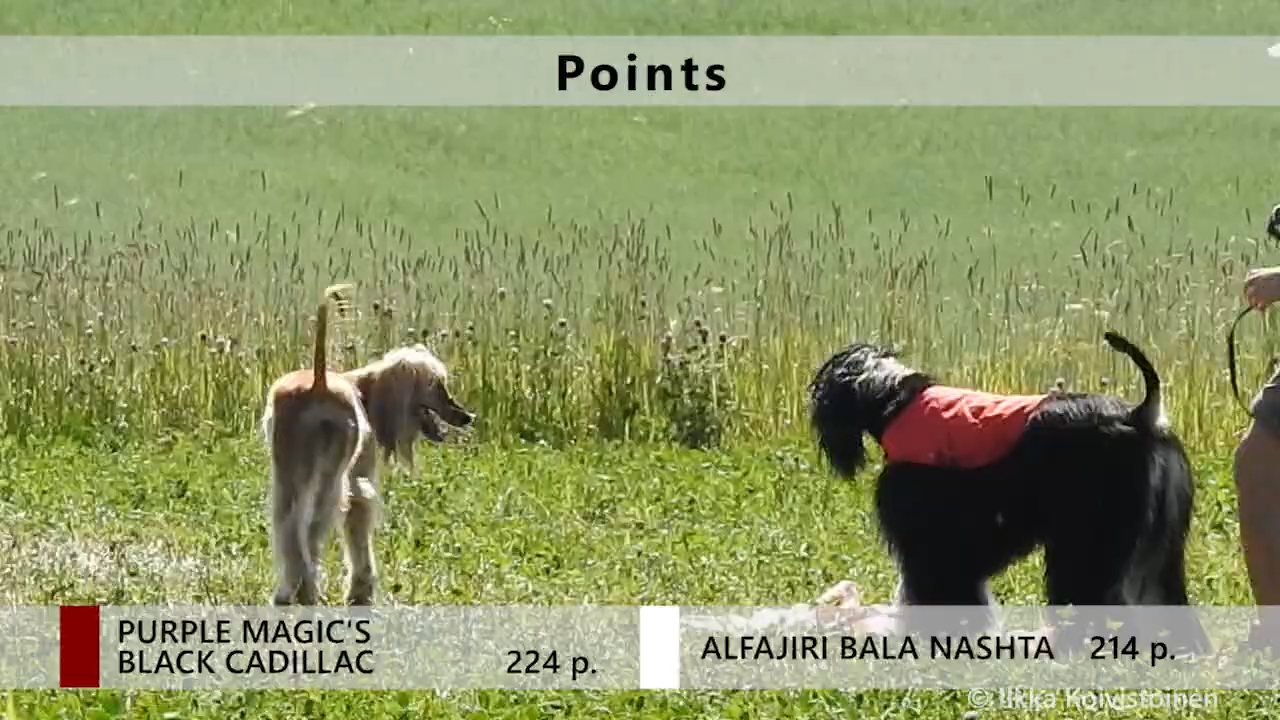 Points
PURPLE MAGIC'S
BLACK CADILLAC
224 p.
ALFAJIRI BALA NASHTA 214 p.
© Ilkka Koivistoinen